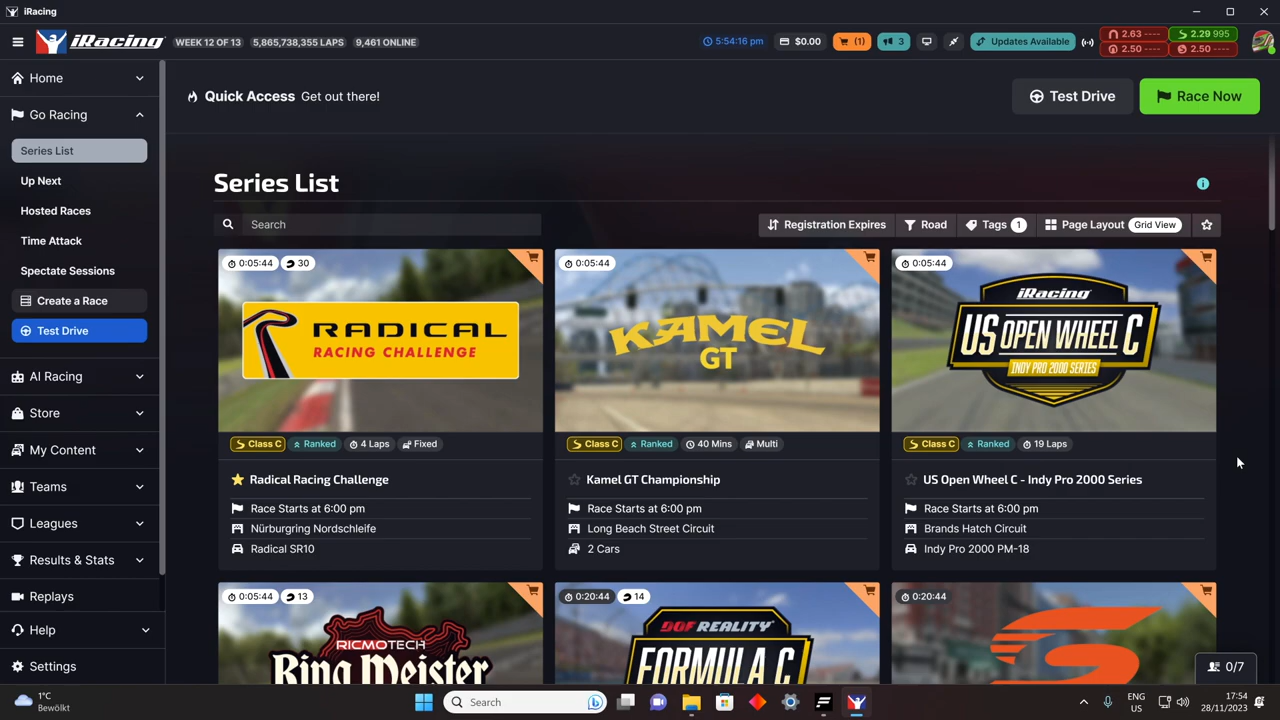 iRacing
iRacing
WEEK 12 OF 13
5,865,738,355 LAPS
9,461 ONLINE
5:54:16 pm
$0.00
(1)
3
Updates Available
2.63 ----
2.29 995
2.50 ----
2.50 ----
Home
Go Racing
Series List
Up Next
Hosted Races
Time Attack
Spectate Sessions
Create a Race
Test Drive
AI Racing
Store
My Content
Teams
Leagues
Results & Stats
Replays
Help
Settings
Quick Access Get out there!
Test Drive
Race Now
Series List
Search
Registration Expires
Road
Tags 1
Page Layout Grid View
0:05:44 30
RADICAL
RACING CHALLENGE
Class C Ranked 4 Laps Fixed
Radical Racing Challenge
Race Starts at 6:00 pm
Nürburgring Nordschleife
Radical SR10
0:05:44
KAMEL
GT
Class C Ranked 40 Mins Multi
Kamel GT Championship
Race Starts at 6:00 pm
Long Beach Street Circuit
2 Cars
0:05:44
iRacing
US OPEN WHEEL C
INDY PRO 2000 SERIES
Class C Ranked 19 Laps
US Open Wheel C - Indy Pro 2000 Series
Race Starts at 6:00 pm
Brands Hatch Circuit
Indy Pro 2000 PM-18
0:05:44 13
RICMOTECH
Ring Meister
0:20:44 14
DOF REALITY
FORMULA C
0:20:44
0/7
1°C
Bewölkt
Search
ENG
US
17:54
28/11/2023